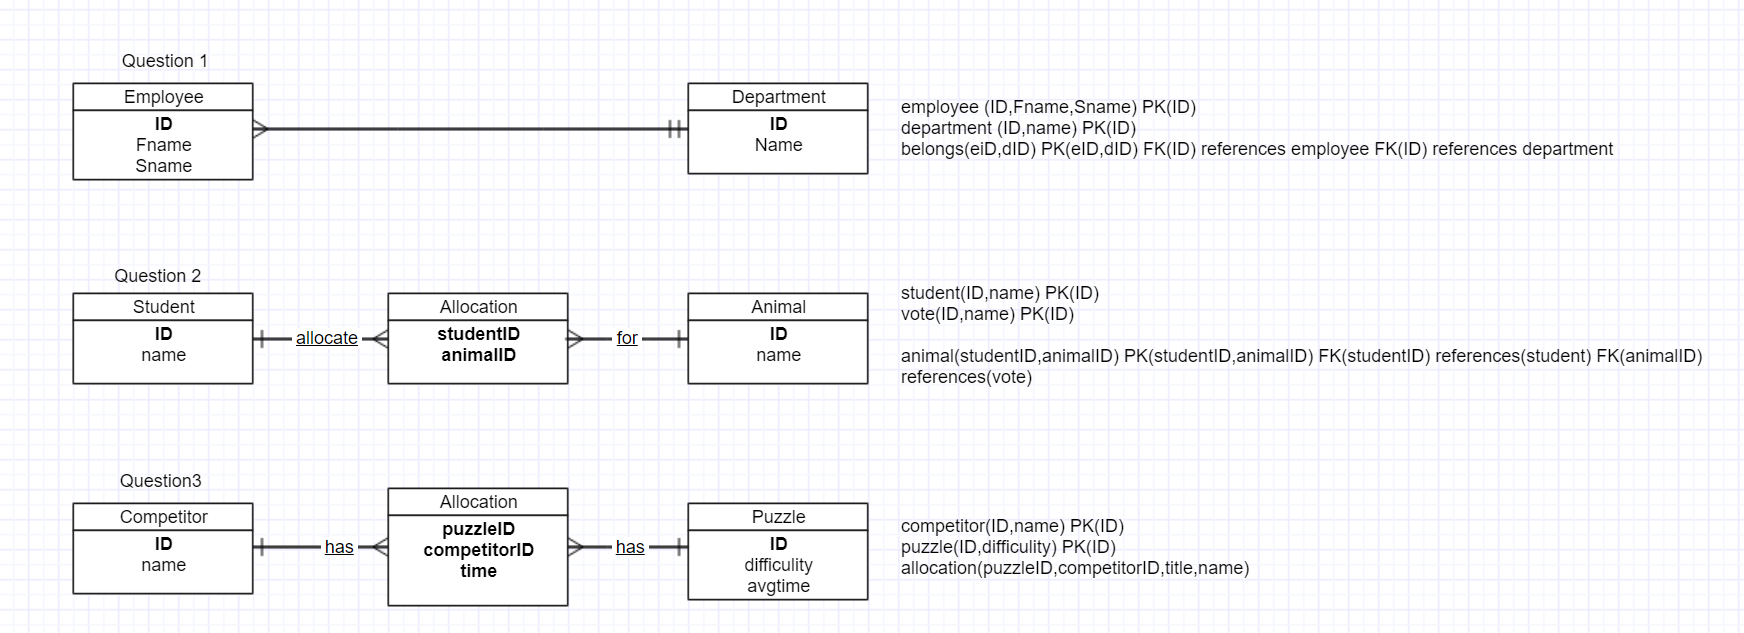 Question 1
Employee
ID
Fname
Sname
Department
ID
Name
employee (ID,Fname,Sname) PK(ID)
department (ID,name) PK(ID)
belongs(eiD,dID) PK(eID,dID) FK(ID) references employee FK(ID) references department
Question 2
Student
ID
name
allocate
Allocation
studentID
animalID
for
Animal
ID
name
student(ID,name) PK(ID)
vote(ID,name) PK(ID)
animal(studentID,animalID) PK(studentID,animalID) FK(studentID) references(student) FK(animalID)
references(vote)
Question3
Competitor
ID
name
has
Allocation
puzzleID
competitorID
time
has
Puzzle
ID
difficulity
avgtime
competitor(ID,name) PK(ID)
puzzle(ID,difficulity) PK(ID)
allocation(puzzleID,competitorID,title,name)